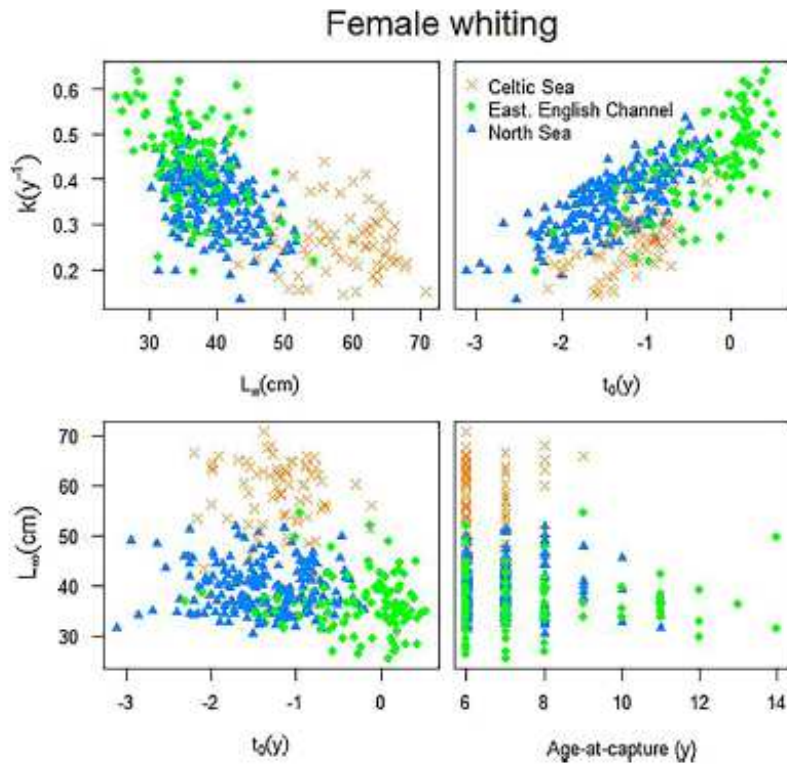 Female whiting
0.6
0.5
0.4
0.3
0.2
k(y⁻¹)
30 40 50 60 70
L∞(cm)
Celtic Sea
East. English Channel
North Sea
-3 -2 -1 0
t₀(y)
70
60
50
40
30
L∞(cm)
-3 -2 -1 0
t₀(y)
6 8 10 12 14
Age-at-capture (y)